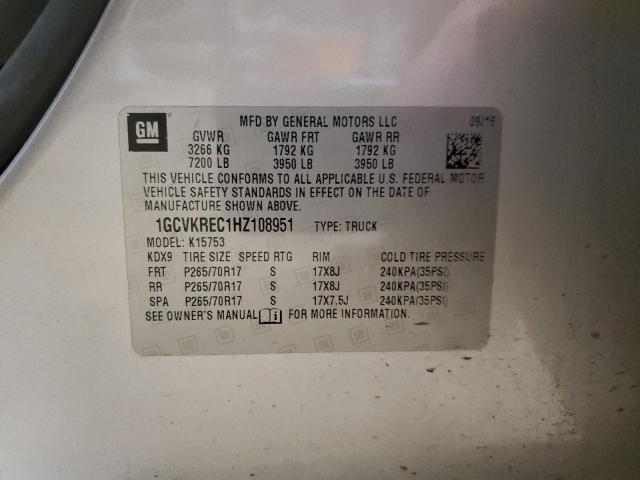 GM
MFD BY GENERAL MOTORS LLC 09/16
GVWR GAWR FRT GAWR RR
3266 KG 1792 KG 1792 KG
7200 LB 3950 LB 3950 LB
THIS VEHICLE CONFORMS TO ALL APPLICABLE U.S. FEDERAL MOTOR
VEHICLE SAFETY STANDARDS IN EFFECT ON THE DATE OF
MANUFACTURE SHOWN ABOVE.
1GCVKREC1HZ108951 TYPE: TRUCK
MODEL: K15753
KDX9 TIRE SIZE SPEED RTG RIM COLD TIRE PRESSURE
FRT P265/70R17 S 17X8J 240KPA(35PSI)
RR P265/70R17 S 17X8J 240KPA(35PSI)
SPA P265/70R17 S 17X7.5J 240KPA(35PSI)
SEE OWNER'S MANUAL FOR MORE INFORMATION.